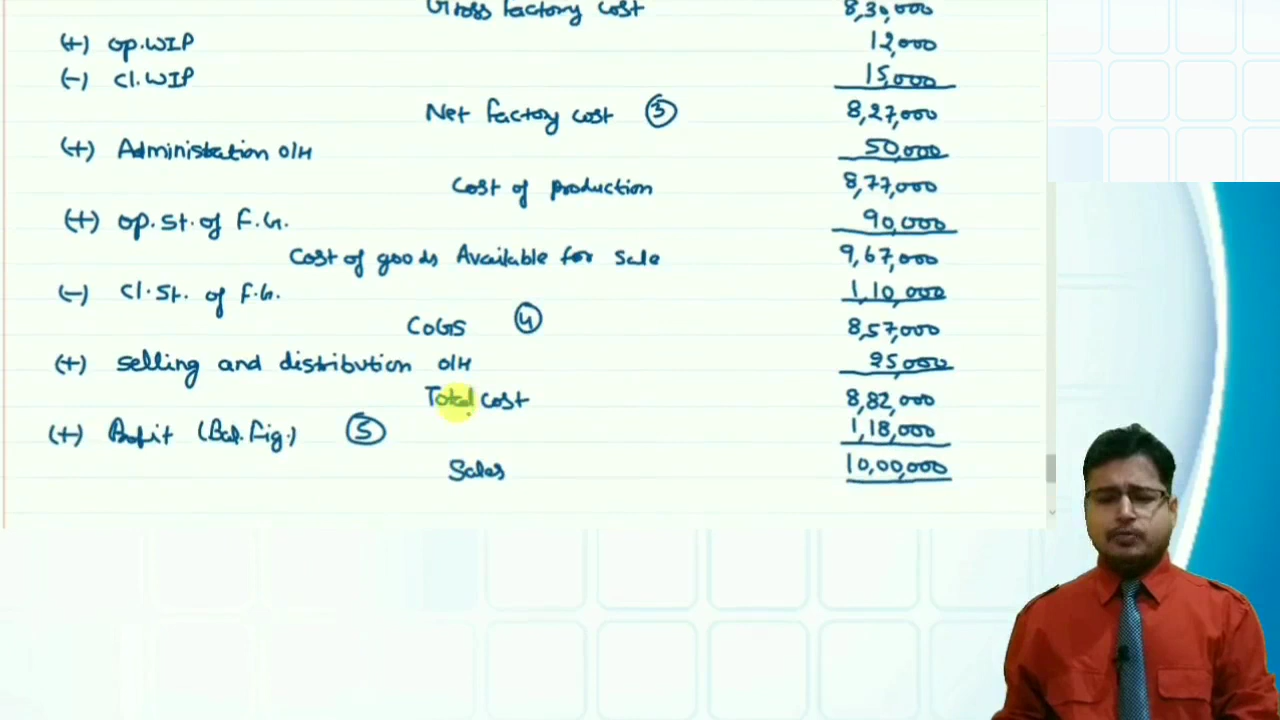 Gross factory cost 8,30,000
(+) op.WIP 12,000
(-) Cl.WIP 15,000
Net factory cost (3) 8,27,000
(+) Administration O/H 50,000
Cost of production 8,77,000
(+) op.St.of F.G. 90,000
Cost of goods Available for sale 9,67,000
(-) Cl.St. of F.G. 1,10,000
CoGS (4) 8,57,000
(+) selling and distribution O/H 25,000
Total cost 8,82,000
(+) Profit (Bal.Fig.) (5) 1,18,000
Sales 10,00,000